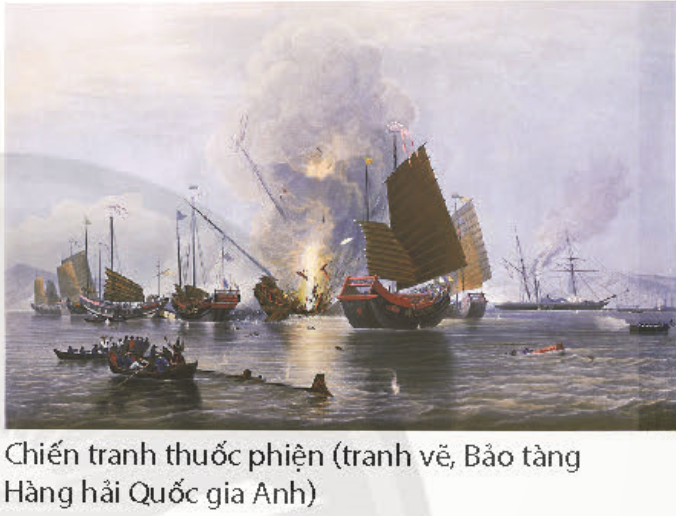 Chiến tranh thuốc phiện (tranh vẽ, Bảo tàng
Hàng hải Quốc gia Anh)